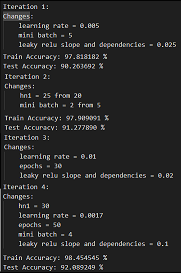 Iteration 1:
Changes:
learning rate = 0.005
mini batch = 5
leaky relu slope and dependencies = 0.025
Train Accuracy: 97.818182 %
Test Accuracy: 90.263692 %
Iteration 2:
Changes:
hn1 = 25 from 20
mini batch = 2 from 5
Train Accuracy: 97.909091 %
Test Accuracy: 91.277890 %
Iteration 3:
Changes:
learning rate = 0.01
epochs = 30
leaky relu slope and dependencies = 0.02
Iteration 4:
Changes:
hn1 = 30
learning rate = 0.0017
epochs = 50
mini batch = 4
leaky relu slope and dependencies = 0.1
Train Accuracy: 98.454545 %
Test Accuracy: 92.089249 %